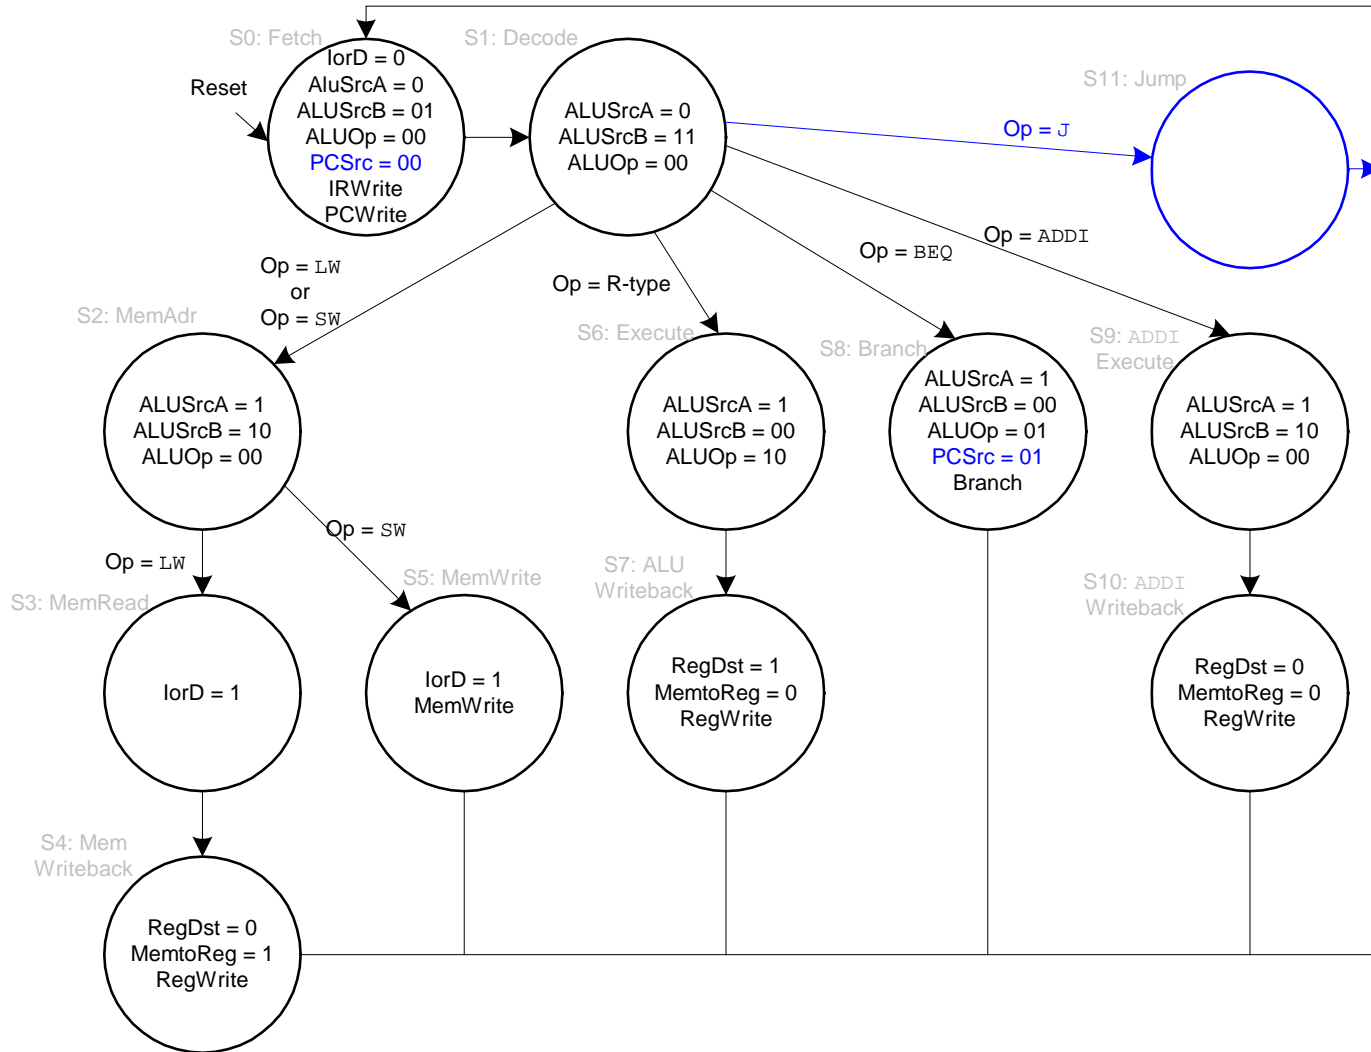 S0: Fetch
S1: Decode
S11: Jump
Reset
IorD = 0
AluSrcA = 0
ALUSrcB = 01
ALUOp = 00
PCSrc = 00
IRWrite
PCWrite
ALUSrcA = 0
ALUSrcB = 11
ALUOp = 00
Op = J
Op = LW
or
Op = SW
Op = R-type
Op = BEQ
Op = ADDI
S2: MemAdr
S6: Execute
S8: Branch
S9: ADDI
Execute
ALUSrcA = 1
ALUSrcB = 10
ALUOp = 00
ALUSrcA = 1
ALUSrcB = 00
ALUOp = 10
ALUSrcA = 1
ALUSrcB = 00
ALUOp = 01
PCSrc = 01
Branch
ALUSrcA = 1
ALUSrcB = 10
ALUOp = 00
Op = LW
Op = SW
S3: MemRead
S5: MemWrite
S7: ALU
Writeback
S10: ADDI
Writeback
IorD = 1
IorD = 1
MemWrite
RegDst = 1
MemtoReg = 0
RegWrite
RegDst = 0
MemtoReg = 0
RegWrite
S4: Mem
Writeback
RegDst = 0
MemtoReg = 1
RegWrite